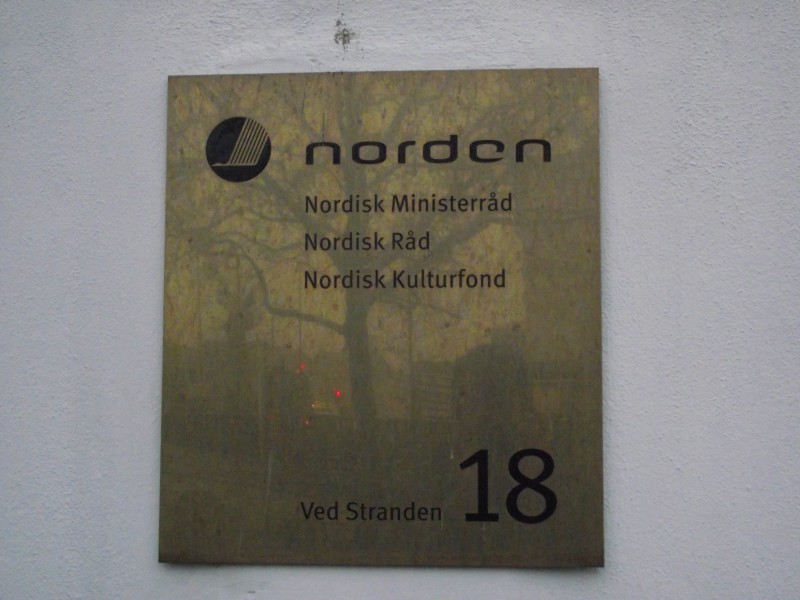 norden
Nordisk Ministerråd
Nordisk Råd
Nordisk Kulturfond
Ved Stranden 18